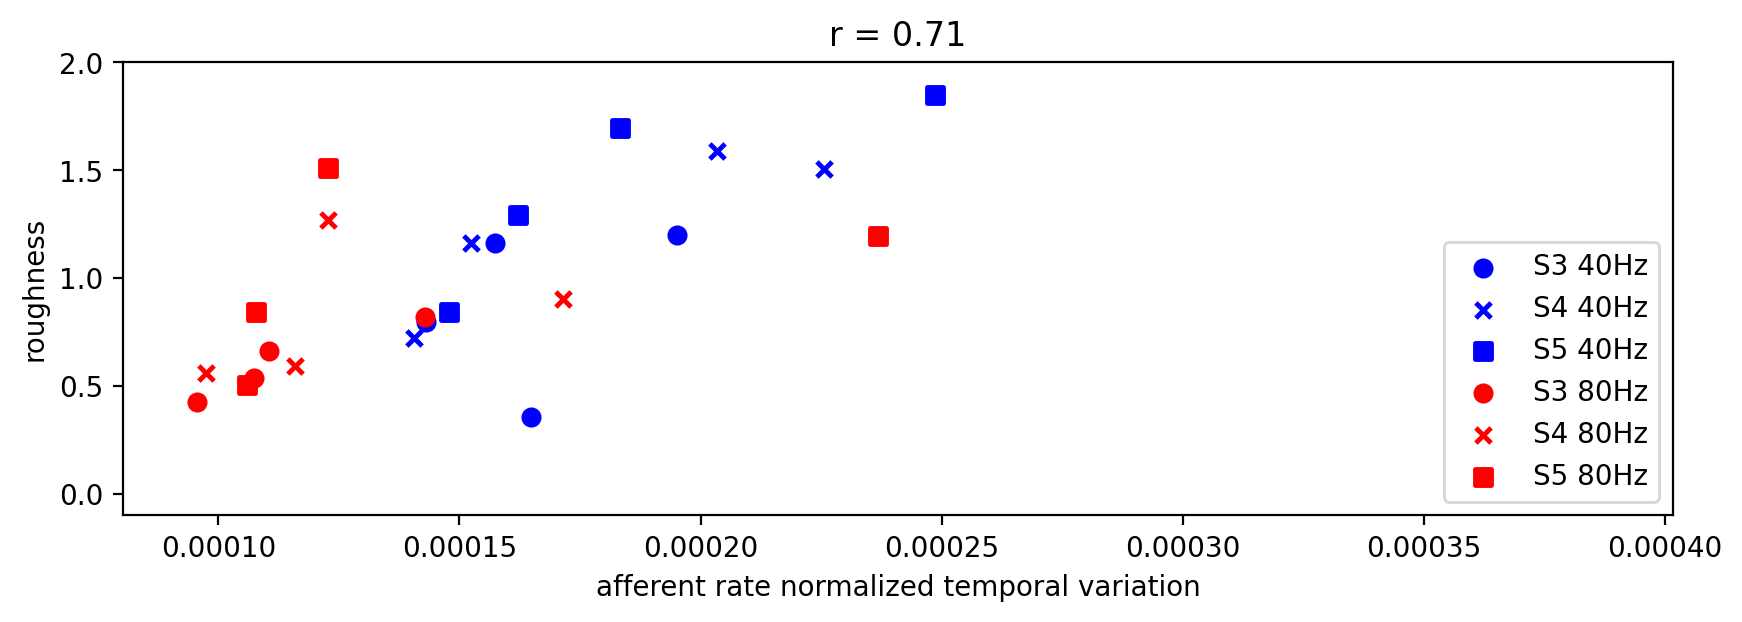 r = 0.71
2.0
1.5
1.0
0.5
0.0
roughness
S3 40Hz
S4 40Hz
S5 40Hz
S3 80Hz
S4 80Hz
S5 80Hz
0.00010 0.00015 0.00020 0.00025 0.00030 0.00035 0.00040
afferent rate normalized temporal variation